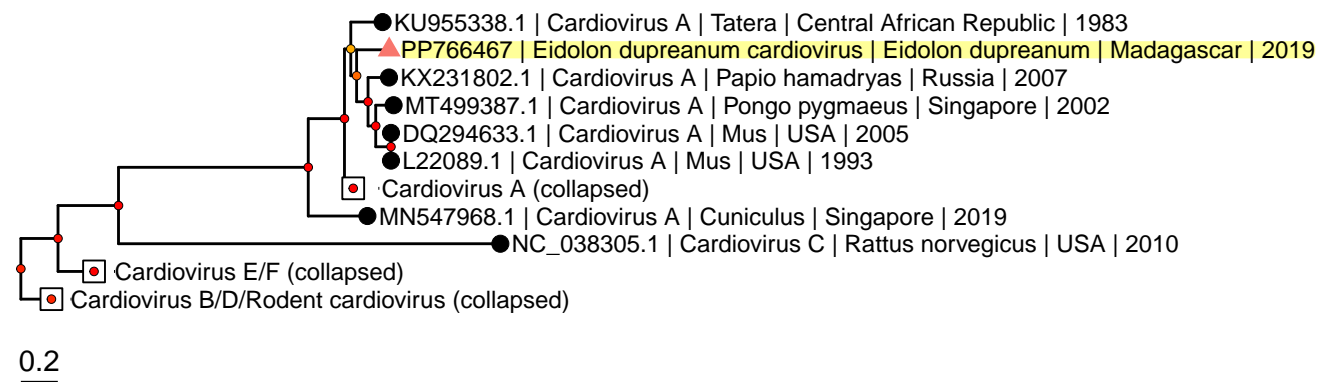 KU955338.1 | Cardiovirus A | Tatera | Central African Republic | 1983
PP766467 | Eidolon dupreanum cardiovirus | Eidolon dupreanum | Madagascar | 2019
KX231802.1 | Cardiovirus A | Papio hamadryas | Russia | 2007
MT499387.1 | Cardiovirus A | Pongo pygmaeus | Singapore | 2002
DQ294633.1 | Cardiovirus A | Mus | USA | 2005
L22089.1 | Cardiovirus A | Mus | USA | 1993
Cardiovirus A (collapsed)
MN547968.1 | Cardiovirus A | Cuniculus | Singapore | 2019
NC_038305.1 | Cardiovirus C | Rattus norvegicus | USA | 2010
Cardiovirus E/F (collapsed)
Cardiovirus B/D/Rodent cardiovirus (collapsed)
0.2